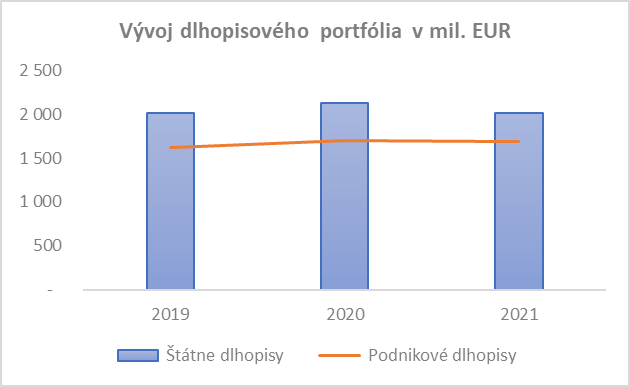 Vývoj dlhopisového portfólia v mil. EUR
2 500
2 000
1 500
1 000
500
-
2019 2020 2021
Štátne dlhopisy Podnikové dlhopisy